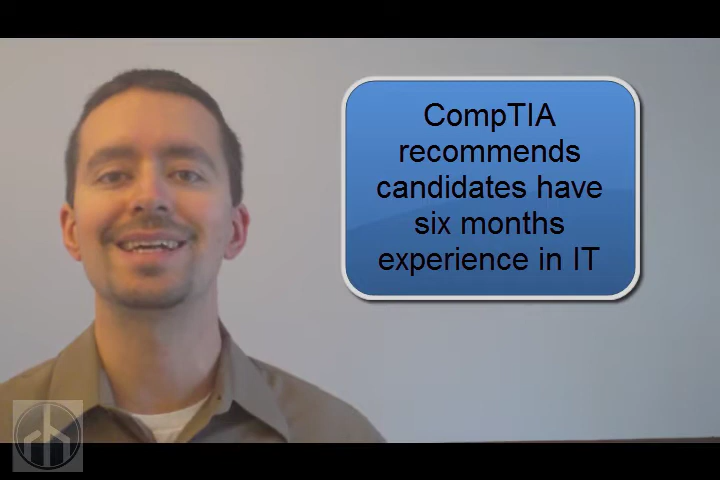 CompTIA
recommends
candidates have
six months
experience in IT